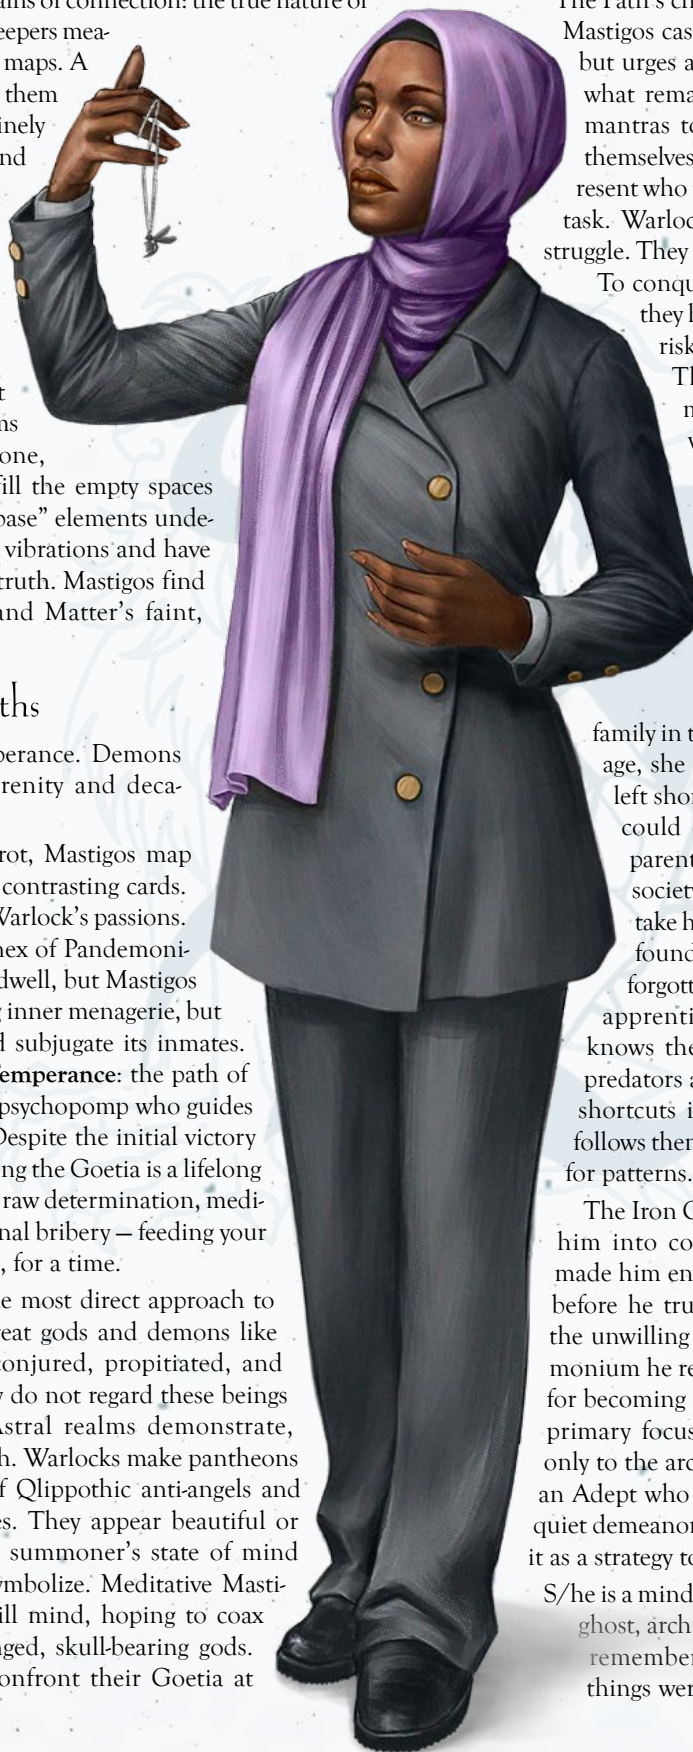 ains of connection: the true nature of
eepers mea-
maps. A
them
inely
nd
t
ns
one,
ill the empty spaces
base” elements unde-
vibrations and have
truth. Mastigos find
and Matter’s faint,
ths
perance. Demons
renity and deca-
rot, Mastigos map
contrasting cards.
Warlock’s passions.
nex of Pandemoni-
dwell, but Mastigos
g inner menagerie, but
d subjugate its inmates.
emperance: the path of
psychopomp who guides
Despite the initial victory
ing the Goetia is a lifelong
raw determination, medi-
nal bribery — feeding your
, for a time.
e most direct approach to
reat gods and demons like
conjured, propitiated, and
y do not regard these beings
Astral realms demonstrate,
h. Warlocks make pantheons
of Qlippothic anti-angels and
es. They appear beautiful or
summoner’s state of mind
ymbolize. Meditative Masti-
ill mind, hoping to coax
nged, skull-bearing gods.
onfront their Goetia at
The Path’s ch
Mastigos cas
but urges a
what rema
mantras to
themselves
resent who
task. Warloc
struggle. They
To conqu
they h
risk
Th
n
v
family in t
age, she
left shor
could
parent
society
take h
found
forgott
apprenti
knows the
predators a
shortcuts i
follows then
for patterns.
The Iron C
him into co
made him en
before he tru
the unwilling
monium he re
for becoming
primary focus
only to the arc
an Adept who
quiet demeanor
it as a strategy to
S/he is a mind
ghost, arch
remember
things wer